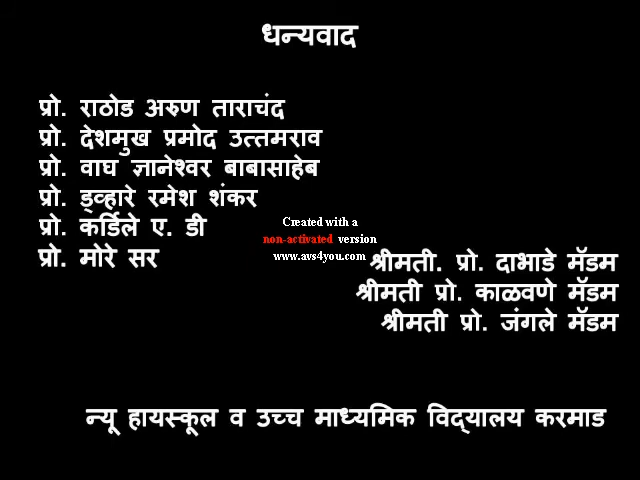 धन्यवाद
प्रो. राठोड अरुण ताराचंद
प्रो. देशमुख प्रमोद उत्तमराव
प्रो. वाघ ज्ञानेश्वर बाबासाहेब
प्रो. ड्व्हारे रमेश शंकर
प्रो. कर्डिले ए. डी
प्रो. मोरे सर
Created with a
non-activated version
www.avs4you.com
श्रीमती. प्रो. दाभाडे मॅडम
श्रीमती प्रो. काळवणे मॅडम
श्रीमती प्रो. जंगले मॅडम
न्यू हायस्कूल व उच्च माध्यमिक विद्यालय करमाड